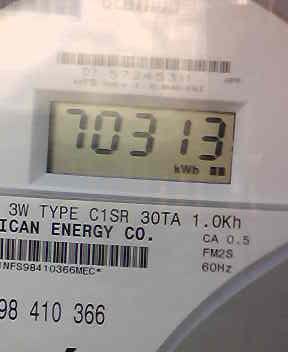 70313
kWh
3W TYPE C1SR 30TA 1.0Kh
ICAN ENERGY CO.
CA 0.5
FM2S
60Hz
NFS98410366MEC*
98 410 366